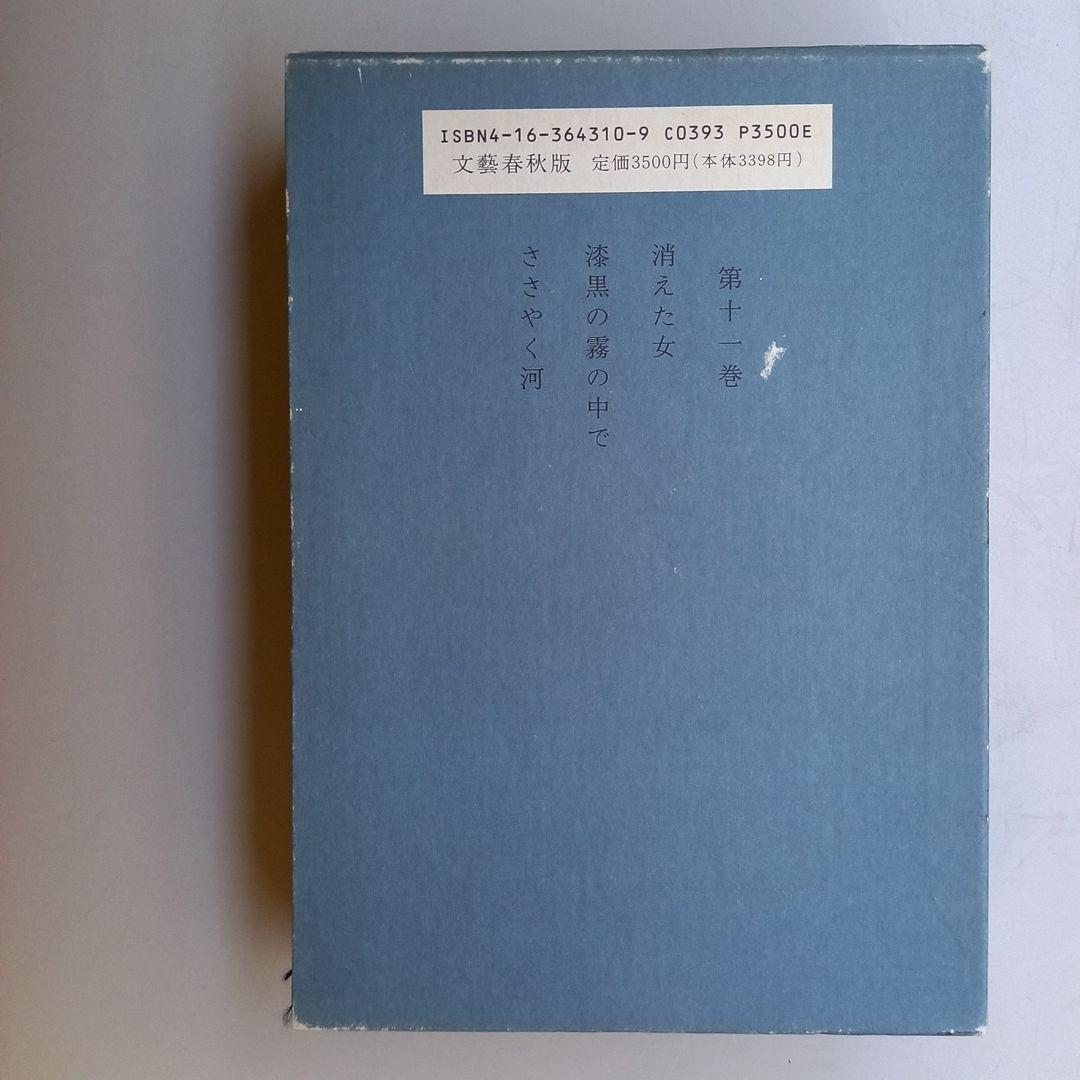 ISBN4-16-364310-9 C0393 P3500E
文藝春秋版 定価3500円(本体3398円)
第十一巻
消えた女
漆黒の霧の中で
ささやく河